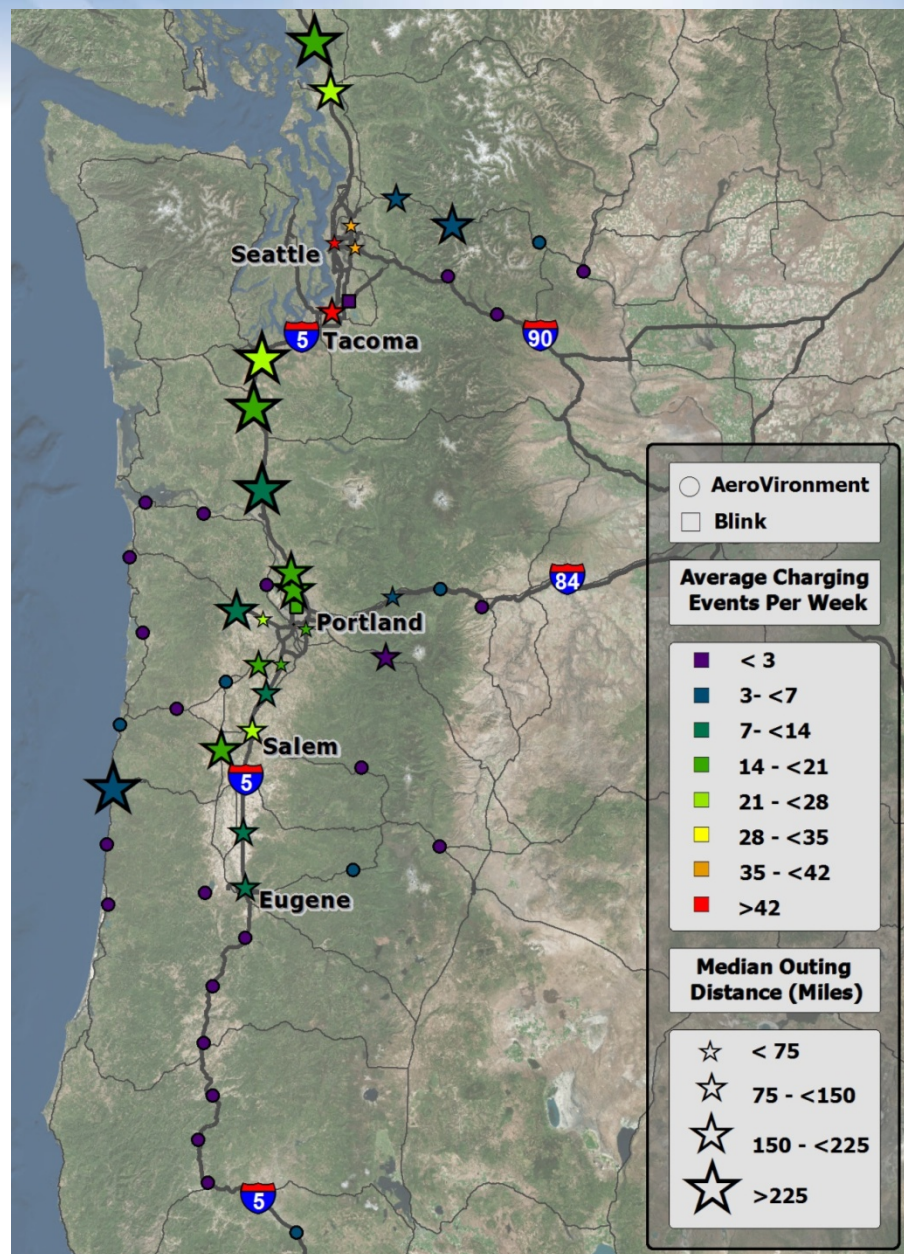 Seattle
5
Tacoma
90
AeroVironment
Blink
84
Average Charging
Events Per Week
Portland
< 3
3- <7
7- <14
14 - <21
21 - <28
28 - <35
35 - <42
>42
Salem
5
Eugene
Median Outing
Distance (Miles)
< 75
75 - <150
150 - <225
>225
5